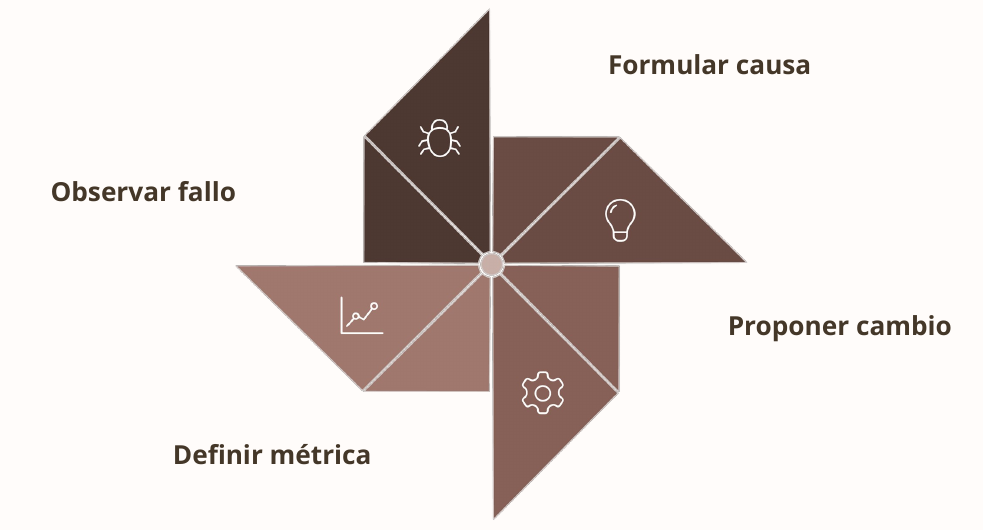 Formular causa
Observar fallo
Proponer cambio
Definir métrica